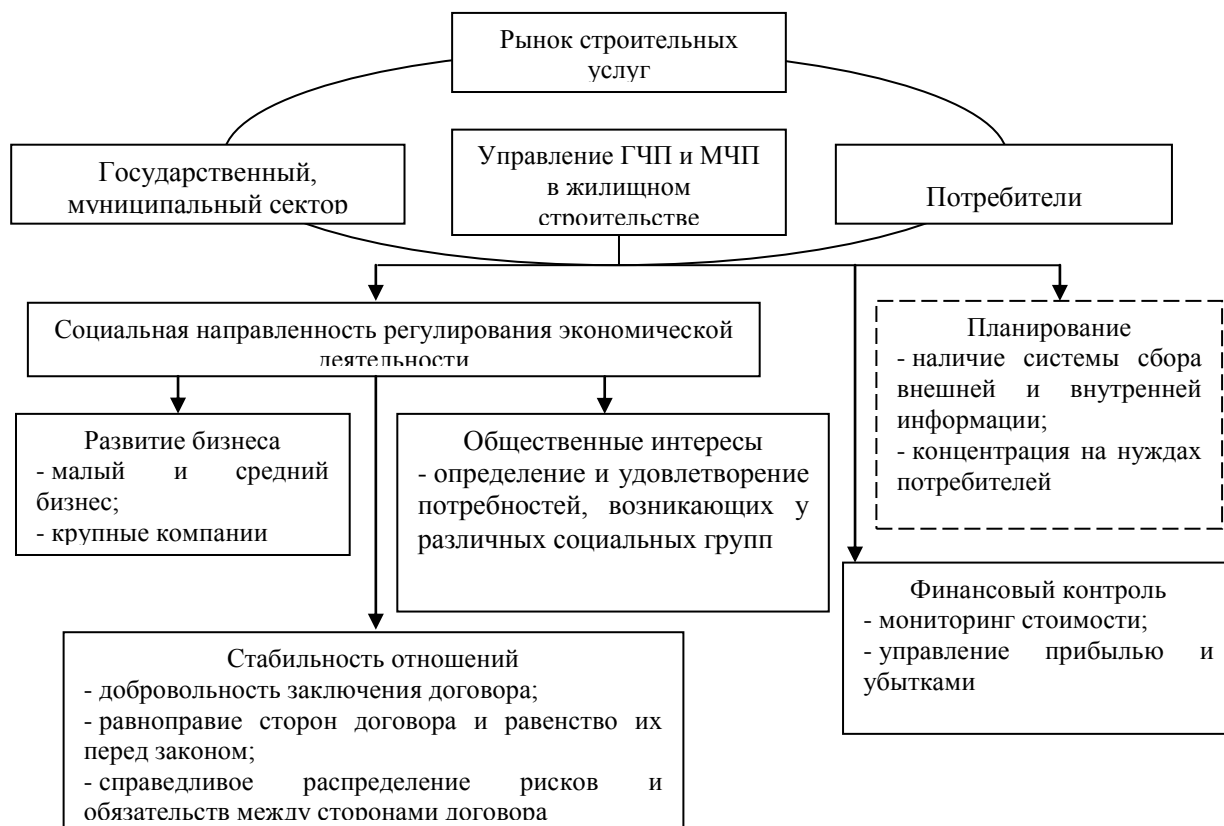 Рынок строительных
услуг
Государственный,
муниципальный сектор
Управление ГЧП и МЧП
в жилищном
строительстве
Потребители
Социальная направленность регулирования экономической
деятельности
Планирование
- наличие системы сбора
внешней и внутренней
информации;
- концентрация на нуждах
потребителей
Развитие бизнеса
- малый и средний
бизнес;
- крупные компании
Общественные интересы
- определение и удовлетворение
потребностей, возникающих у
различных социальных групп
Финансовый контроль
- мониторинг стоимости;
- управление прибылью и
убытками
Стабильность отношений
- добровольность заключения договора;
- равноправие сторон договора и равенство их
перед законом;
- справедливое распределение рисков и
обязательств между сторонами договора